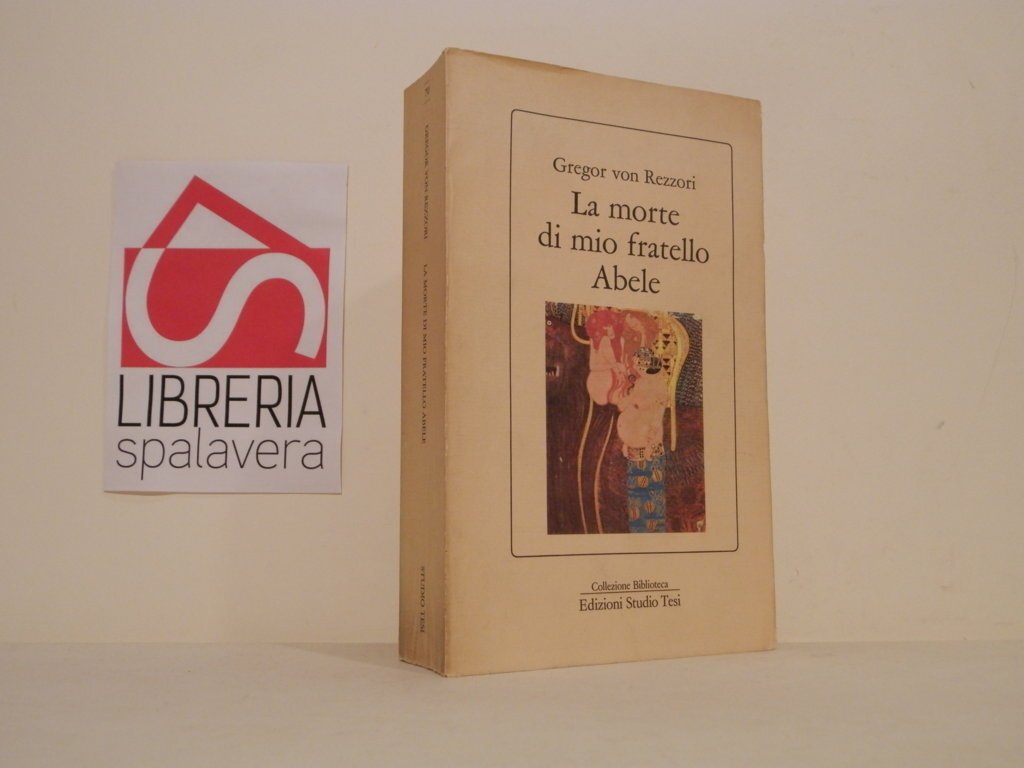 LIBRERIA
spalavera
GREGOR VON REZZORI LA MORTE DI MIO FRATELLO ABELE STUDIO TESI
Gregor von Rezzori
La morte
di mio fratello
Abele
Collezione Biblioteca
Edizioni Studio Tesi